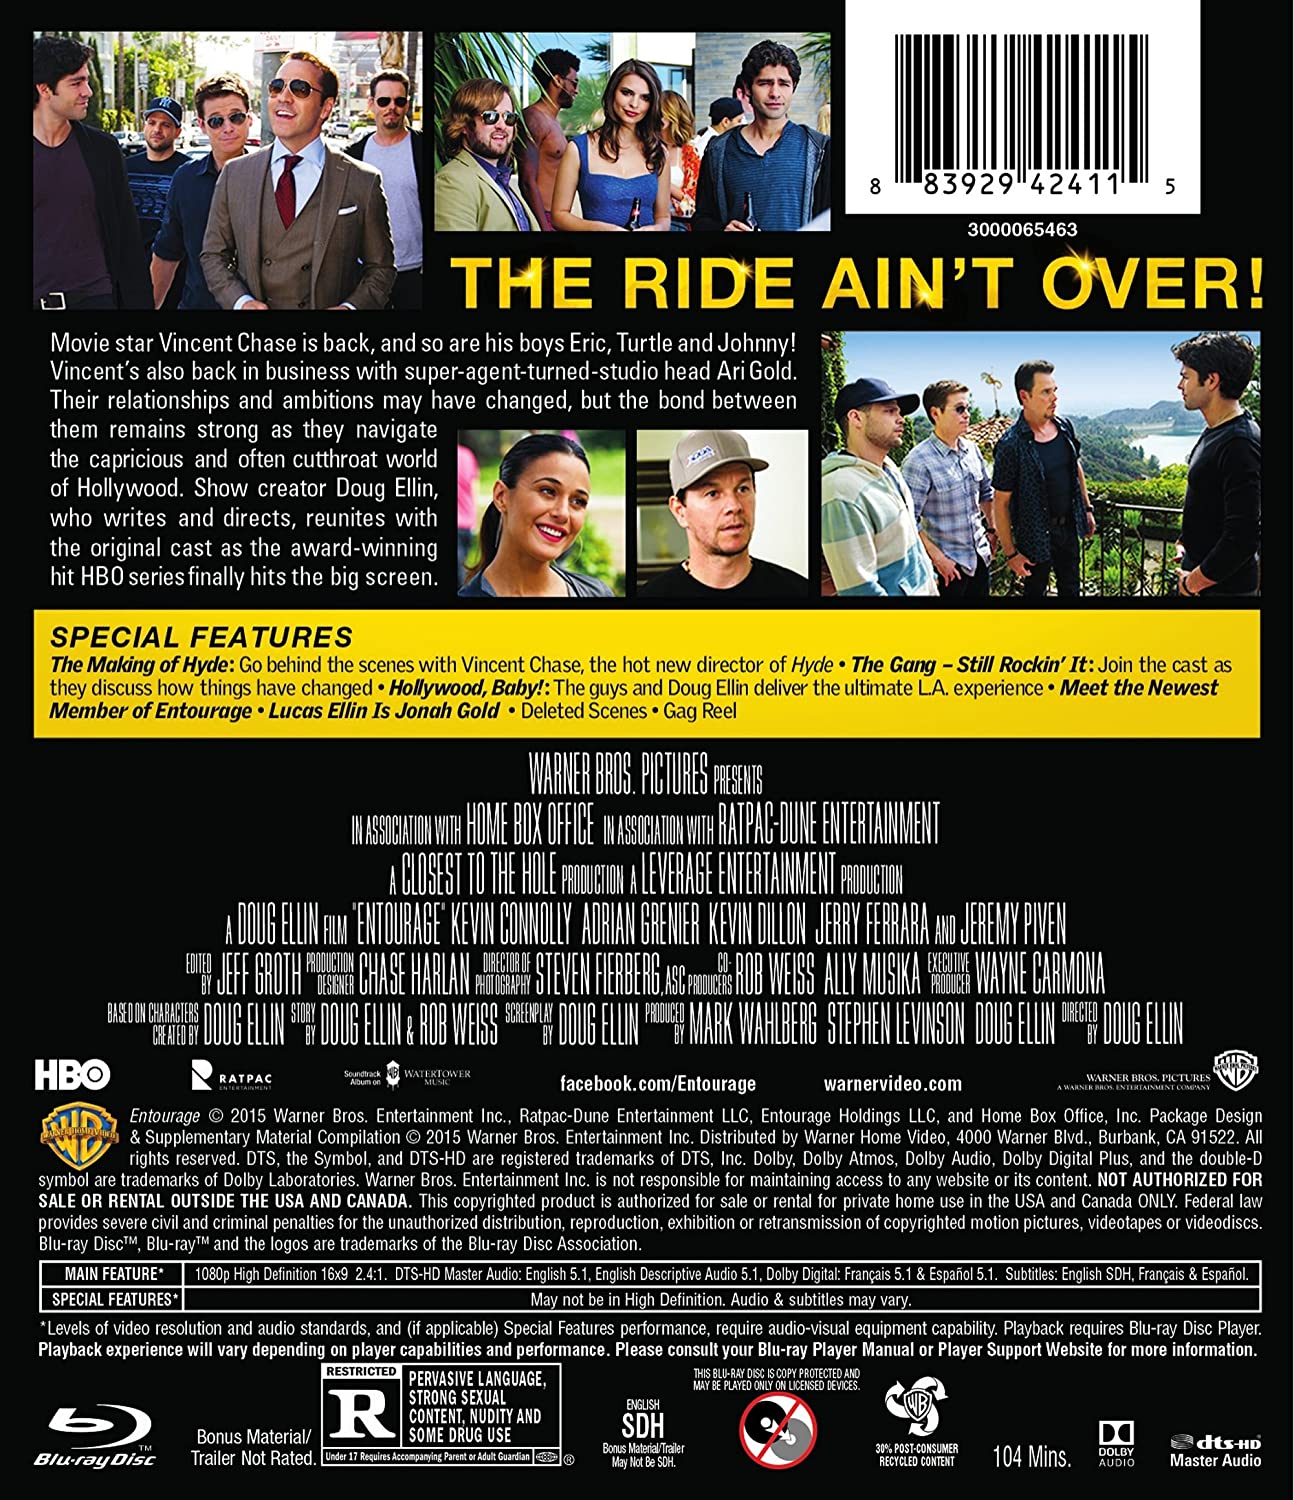 8 83929 42411 5
3000065463
THE RIDE AIN'T OVER!
Movie star Vincent Chase is back, and so are his boys Eric, Turtle and Johnny!
Vincent's also back in business with super-agent-turned-studio head Ari Gold.
Their relationships and ambitions may have changed, but the bond between
them remains strong as they navigate
the capricious and often cutthroat world
of Hollywood. Show creator Doug Ellin,
who writes and directs, reunites with
the original cast as the award-winning
hit HBO series finally hits the big screen.
SPECIAL FEATURES
The Making of Hyde: Go behind the scenes with Vincent Chase, the hot new director of Hyde • The Gang – Still Rockin' It: Join the cast as
they discuss how things have changed • Hollywood, Baby!: The guys and Doug Ellin deliver the ultimate L.A. experience • Meet the Newest
Member of Entourage • Lucas Ellin Is Jonah Gold • Deleted Scenes • Gag Reel
WARNER BROS. PICTURES PRESENTS
IN ASSOCIATION WITH HOME BOX OFFICE IN ASSOCIATION WITH RATPAC-DUNE ENTERTAINMENT
A CLOSEST TO THE HOLE PRODUCTION A LEVERAGE ENTERTAINMENT PRODUCTION
A DOUG ELLIN FILM "ENTOURAGE" KEVIN CONNOLLY ADRIAN GRENIER KEVIN DILLON JERRY FERRARA AND JEREMY PIVEN
EDITED BY JEFF GROTH PRODUCTION DESIGNER CHASE HARLAN DIRECTOR OF PHOTOGRAPHY STEVEN FIERBERG, ASC CO-PRODUCERS ROB WEISS ALLY MUSIKA EXECUTIVE PRODUCER WAYNE CARMONA
BASED ON CHARACTERS CREATED BY DOUG ELLIN STORY BY DOUG ELLIN & ROB WEISS SCREENPLAY BY DOUG ELLIN PRODUCED BY MARK WAHLBERG STEPHEN LEVINSON DOUG ELLIN DIRECTED BY DOUG ELLIN
HBO RATPAC ENTERTAINMENT Soundtrack Album on WATERTOWER MUSIC facebook.com/Entourage warnervideo.com WARNER BROS. PICTURES
A WARNER BROS. ENTERTAINMENT COMPANY
WARNER HOME VIDEO
Entourage © 2015 Warner Bros. Entertainment Inc., Ratpac-Dune Entertainment LLC, Entourage Holdings LLC, and Home Box Office, Inc. Package Design
& Supplementary Material Compilation © 2015 Warner Bros. Entertainment Inc. Distributed by Warner Home Video, 4000 Warner Blvd., Burbank, CA 91522. All
rights reserved. DTS, the Symbol, and DTS-HD are registered trademarks of DTS, Inc. Dolby, Dolby Atmos, Dolby Audio, Dolby Digital Plus, and the double-D
symbol are trademarks of Dolby Laboratories. Warner Bros. Entertainment Inc. is not responsible for maintaining access to any website or its content. NOT AUTHORIZED FOR
SALE OR RENTAL OUTSIDE THE USA AND CANADA. This copyrighted product is authorized for sale or rental for private home use in the USA and Canada ONLY. Federal law
provides severe civil and criminal penalties for the unauthorized distribution, reproduction, exhibition or retransmission of copyrighted motion pictures, videotapes or videodiscs.
Blu-ray Disc™, Blu-ray™ and the logos are trademarks of the Blu-ray Disc Association.
MAIN FEATURE* 1080p High Definition 16x9 2.4:1. DTS-HD Master Audio: English 5.1, English Descriptive Audio 5.1, Dolby Digital: Français 5.1 & Español 5.1. Subtitles: English SDH, Français & Español.
SPECIAL FEATURES* May not be in High Definition. Audio & subtitles may vary.
*Levels of video resolution and audio standards, and (if applicable) Special Features performance, require audio-visual equipment capability. Playback requires Blu-ray Disc Player.
Playback experience will vary depending on player capabilities and performance. Please consult your Blu-ray Player Manual or Player Support Website for more information.
Blu-ray Disc™
Bonus Material/
Trailer Not Rated.
RESTRICTED
R
PERVASIVE LANGUAGE,
STRONG SEXUAL
CONTENT, NUDITY AND
SOME DRUG USE
Under 17 Requires Accompanying Parent or Adult Guardian ®
ENGLISH
SDH
Bonus Material/Trailer
May Not Be SDH.
THIS BLU-RAY DISC IS COPY PROTECTED AND
MAY BE PLAYED ONLY ON LICENSED DEVICES.
30% POST-CONSUMER
RECYCLED CONTENT
104 Mins.
DOLBY
AUDIO
dts-HD
Master Audio